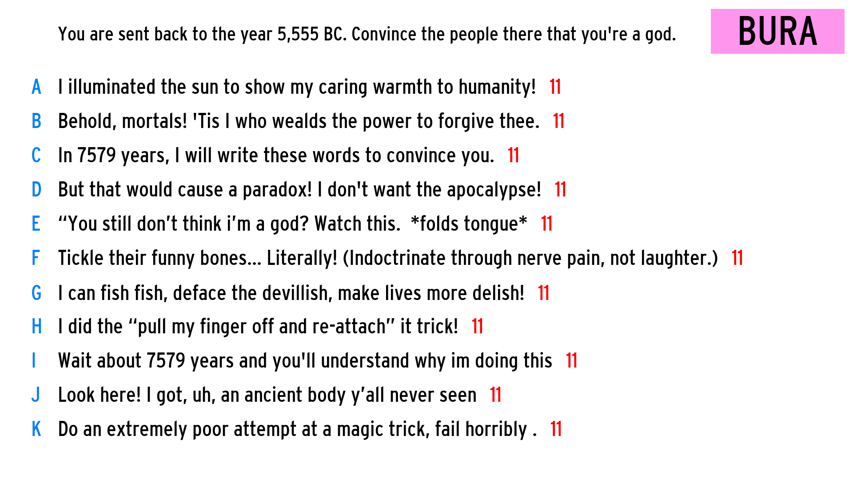 You are sent back to the year 5,555 BC. Convince the people there that you're a god.
BURA
A I illuminated the sun to show my caring warmth to humanity! 11
B Behold, mortals! 'Tis I who wealds the power to forgive thee. 11
C In 7579 years, I will write these words to convince you. 11
D But that would cause a paradox! I don't want the apocalypse! 11
E “You still don’t think i’m a god? Watch this. *folds tongue* 11
F Tickle their funny bones... Literally! (Indoctrinate through nerve pain, not laughter.) 11
G I can fish fish, deface the devillish, make lives more delish! 11
H I did the “pull my finger off and re-attach” it trick! 11
I Wait about 7579 years and you'll understand why im doing this 11
J Look here! I got, uh, an ancient body y’all never seen 11
K Do an extremely poor attempt at a magic trick, fail horribly . 11